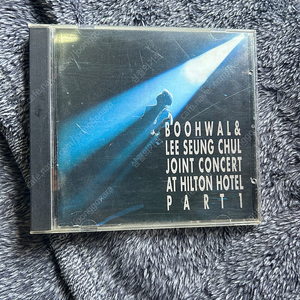 BOOHWAL&
LEE SEUNG CHUL
JOINT CONCERT
AT HILTON HOTEL
PART 1